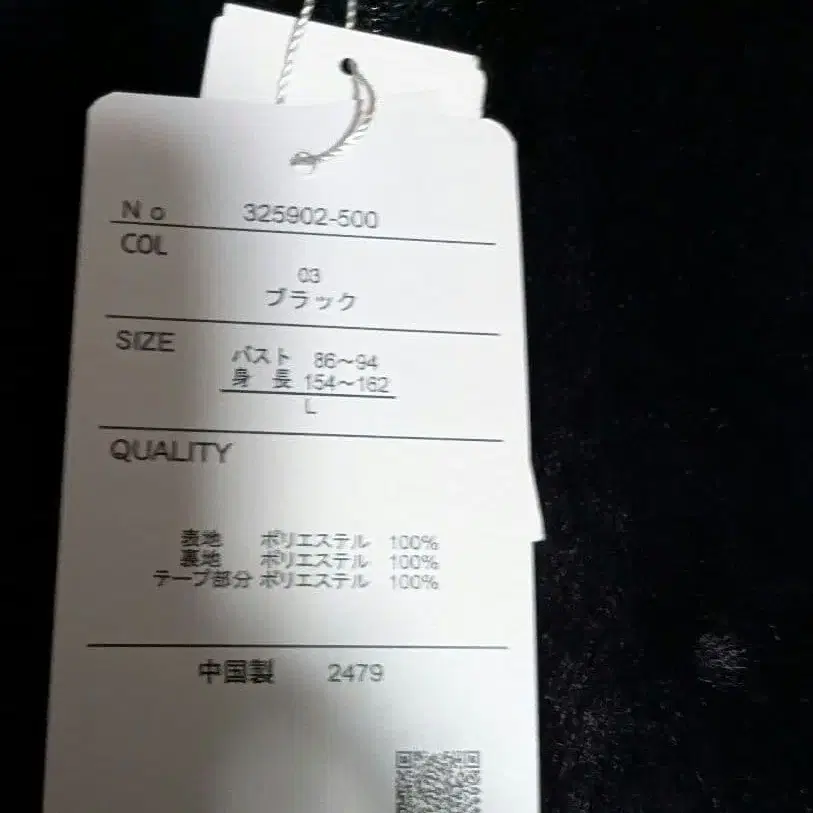 No 325902-500
COL
03
ブラック
SIZE
バスト 86~94
身 長 154~162
L
QUALITY
表地 ポリエステル 100%
裏地 ポリエステル 100%
テープ部分 ポリエステル 100%
中国製 2479